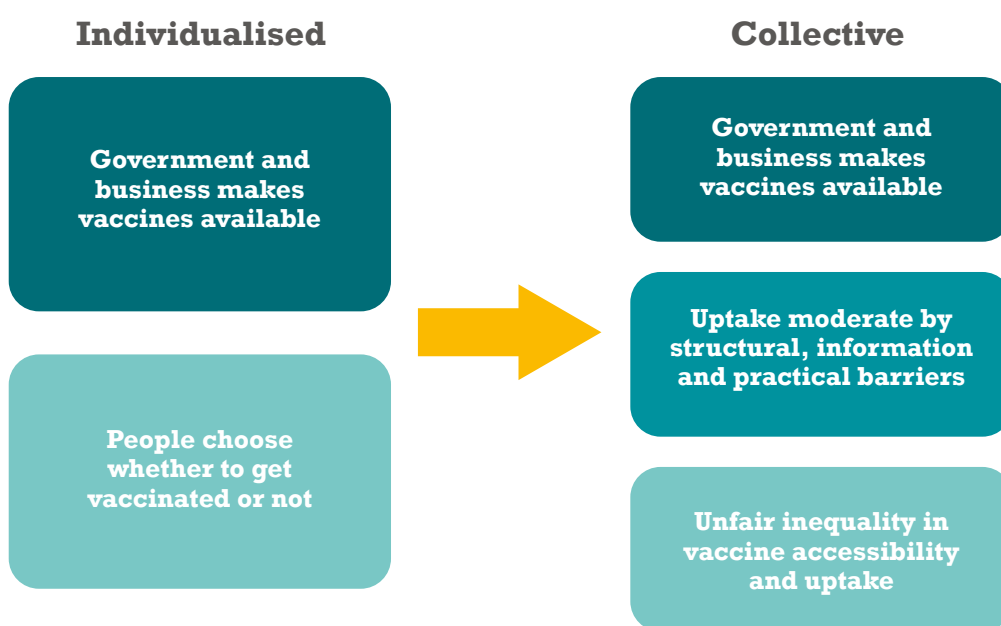 Individualised
Government and
business makes
vaccines available
People choose
whether to get
vaccinated or not
Collective
Government and
business makes
vaccines available
Uptake moderate by
structural, information
and practical barriers
Unfair inequality in
vaccine accessibility
and uptake